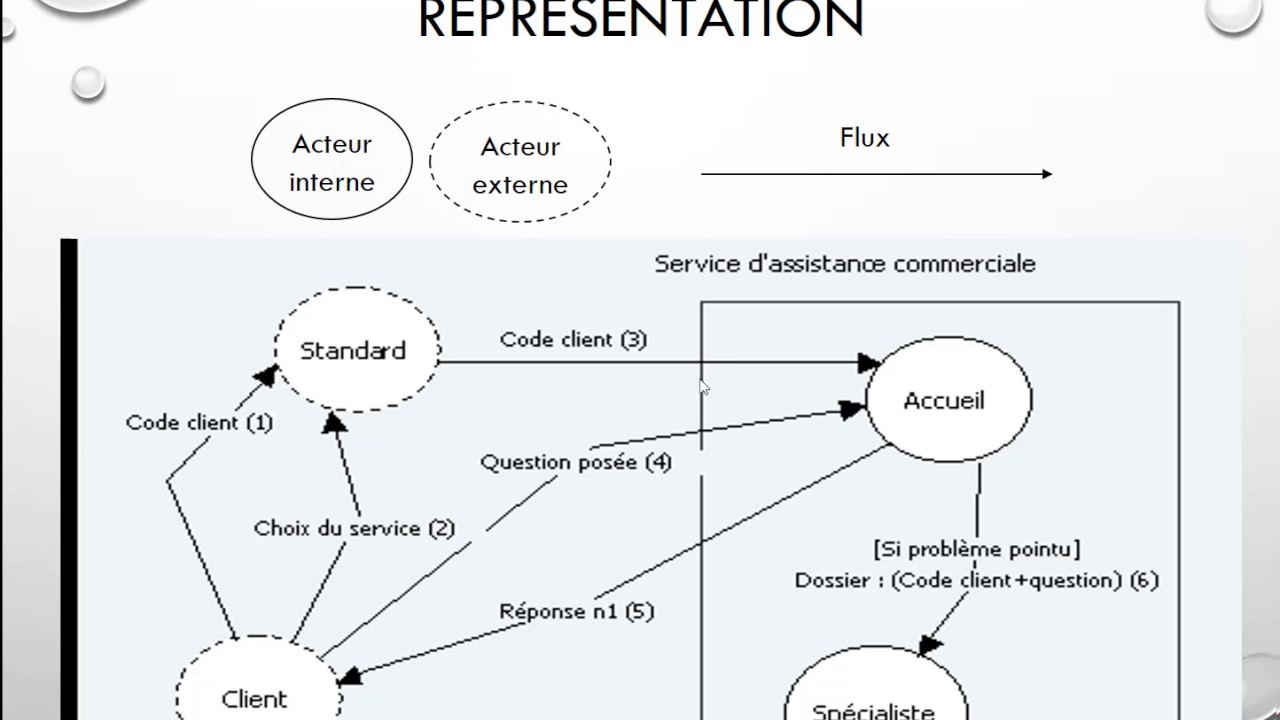 REPRÉSENTATION
Acteur
interne
Acteur
externe
Flux
Service d'assistance commerciale
Standard
Code client (3)
Accueil
Code client (1)
Question posée (4)
Choix du service (2)
[Si problème pointu]
Dossier : (Code client+question) (6)
Réponse n1 (5)
Client
Spécialiste